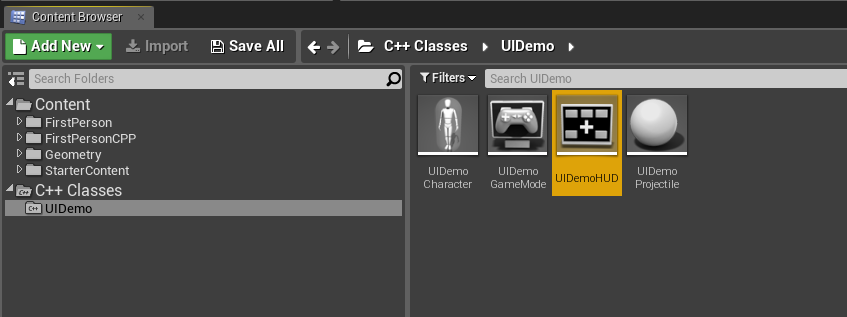 Content Browser
Add New Import Save All C++ Classes UIDemo
Search Folders
Filters Search UIDemo
Content
FirstPerson
FirstPersonCPP
Geometry
StarterContent
C++ Classes
C++ UIDemo
UIDemo
Character
UIDemo
GameMode
UIDemoHUD
UIDemo
Projectile